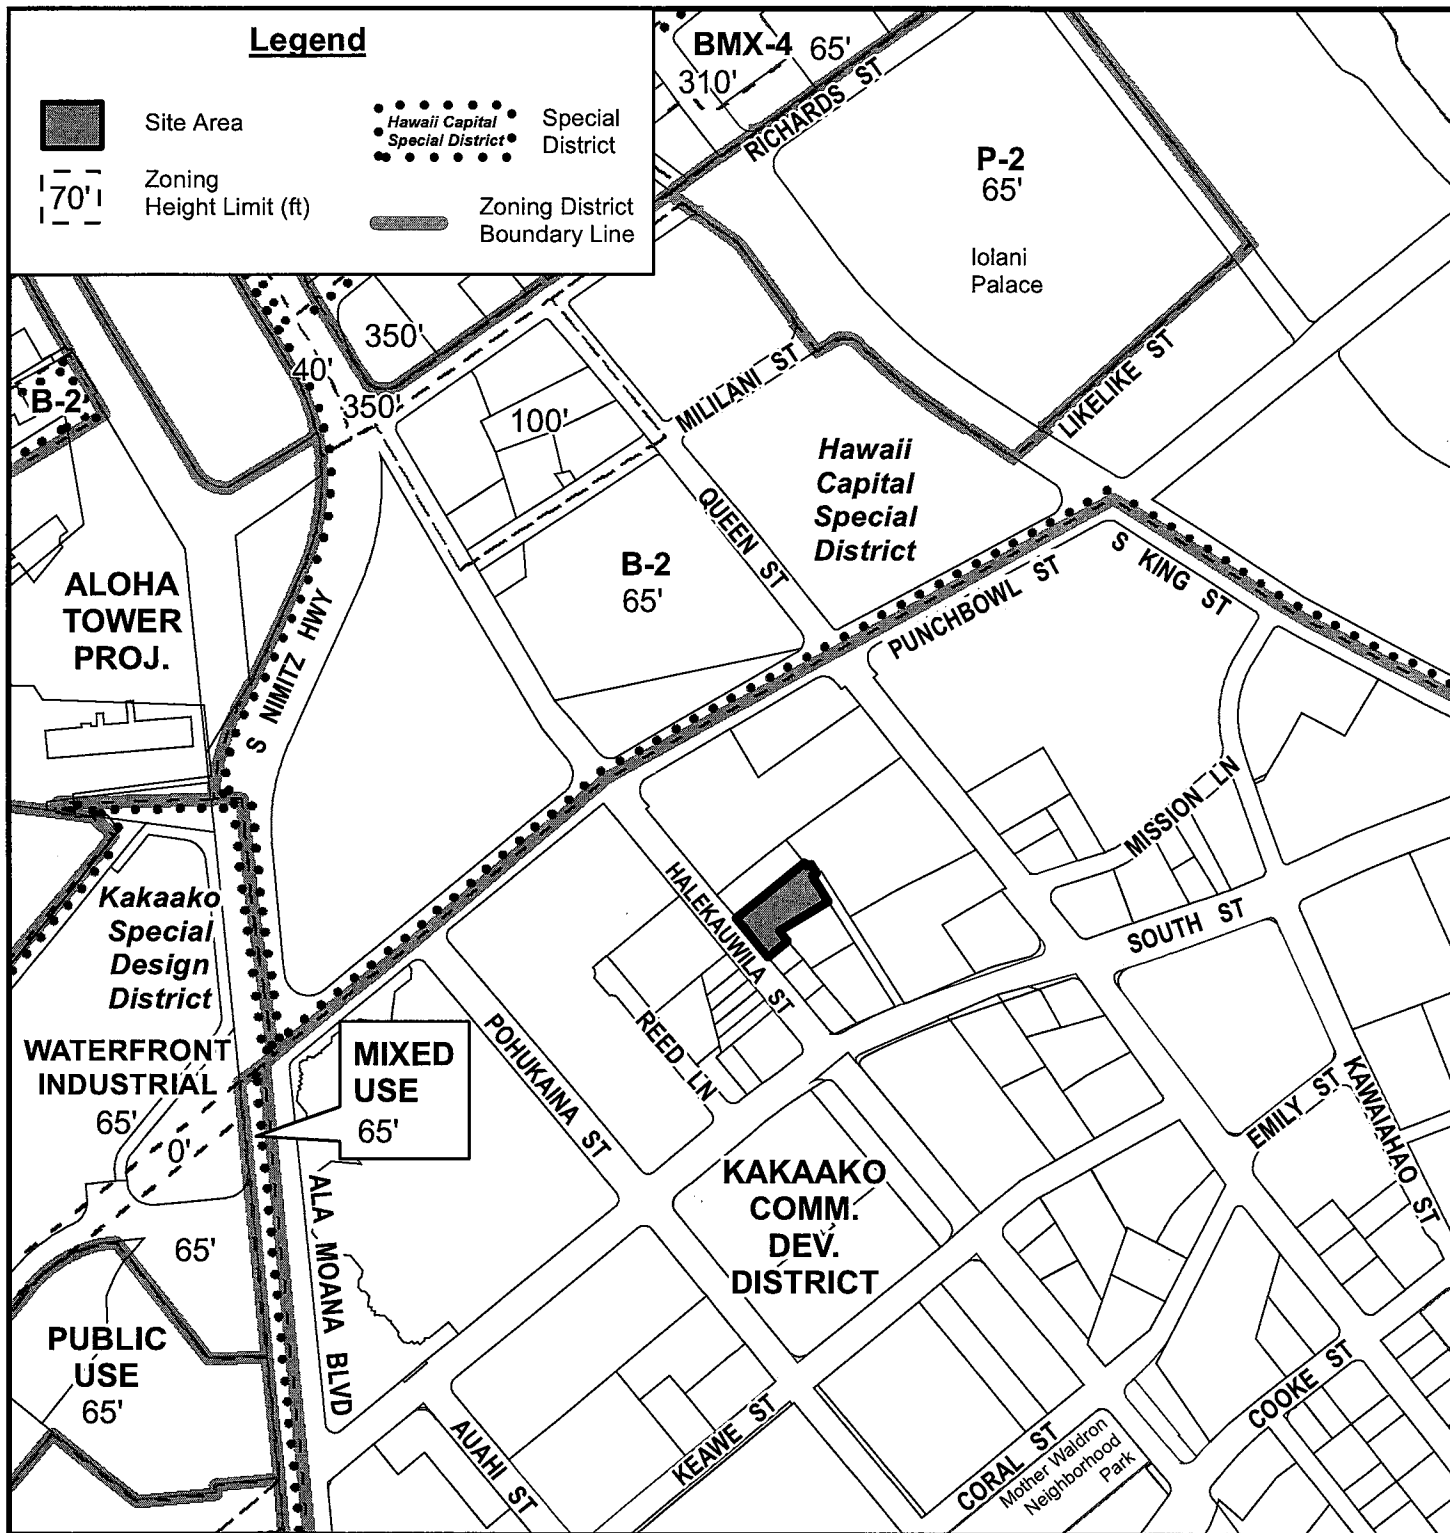 Legend
Site Area
Hawaii Capital
Special District
Special
District
70'
Zoning
Height Limit (ft)
Zoning District
Boundary Line
BMX-4
65'
310'
RICHARDS ST
P-2
65'
Iolani
Palace
350'
40'
350'
B-2
100'
MILILANI ST
LIKELIKE ST
Hawaii
Capital
Special
District
QUEEN ST
B-2
65'
PUNCHBOWL ST
S KING ST
ALOHA
TOWER
PROJ.
S NIMITZ HWY
MISSION LN
HALEKAUWILA ST
SOUTH ST
Kakaako
Special
Design
District
REED LN
POHUKAINA ST
WATERFRONT
INDUSTRIAL
65'
0'
MIXED
USE
65'
EMILY ST
KAWAIAHAO ST
KAKAAKO
COMM.
DEV.
DISTRICT
65'
ALA MOANA BLVD
PUBLIC
USE
65'
AUAHI ST
KEAWE ST
CORAL ST
Mother Waldron
Neighborhood
Park
COOKE ST